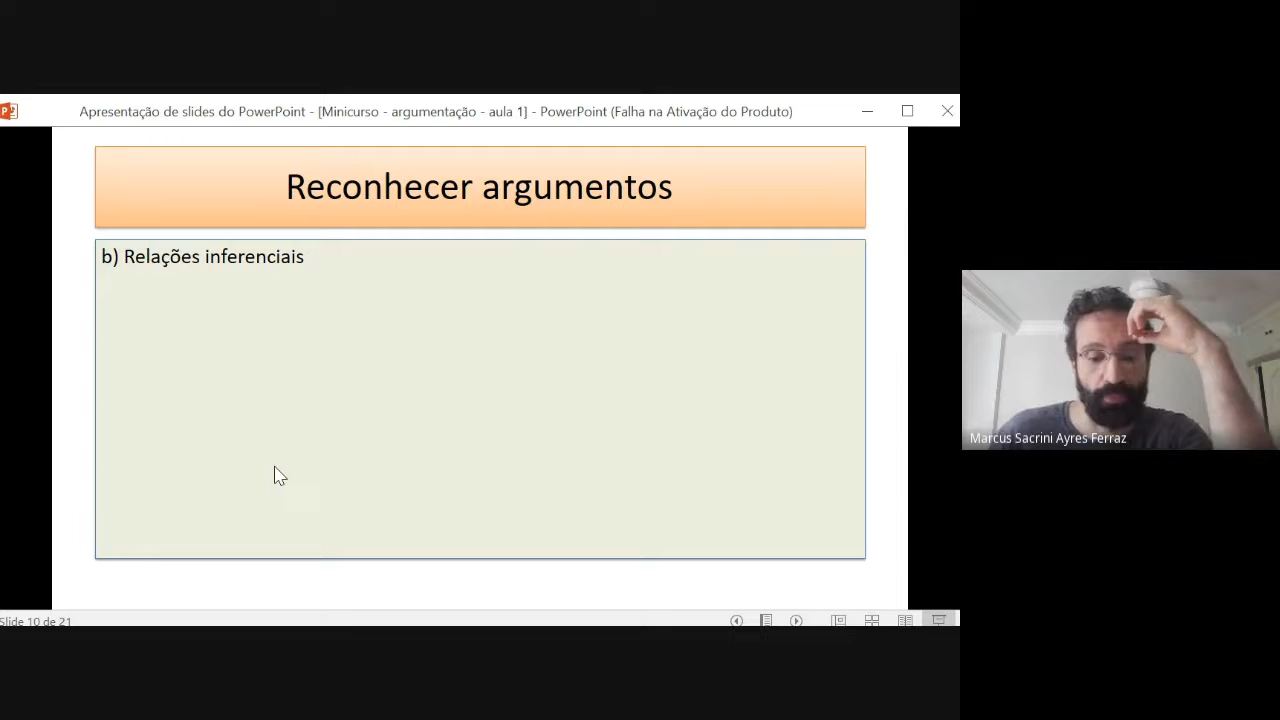 Apresentação de slides do PowerPoint - [Minicurso - argumentação - aula 1] - PowerPoint (Falha na Ativação do Produto)
Reconhecer argumentos
b) Relações inferenciais
Marcus Sacrini Ayres Ferraz
Slide 10 de 21